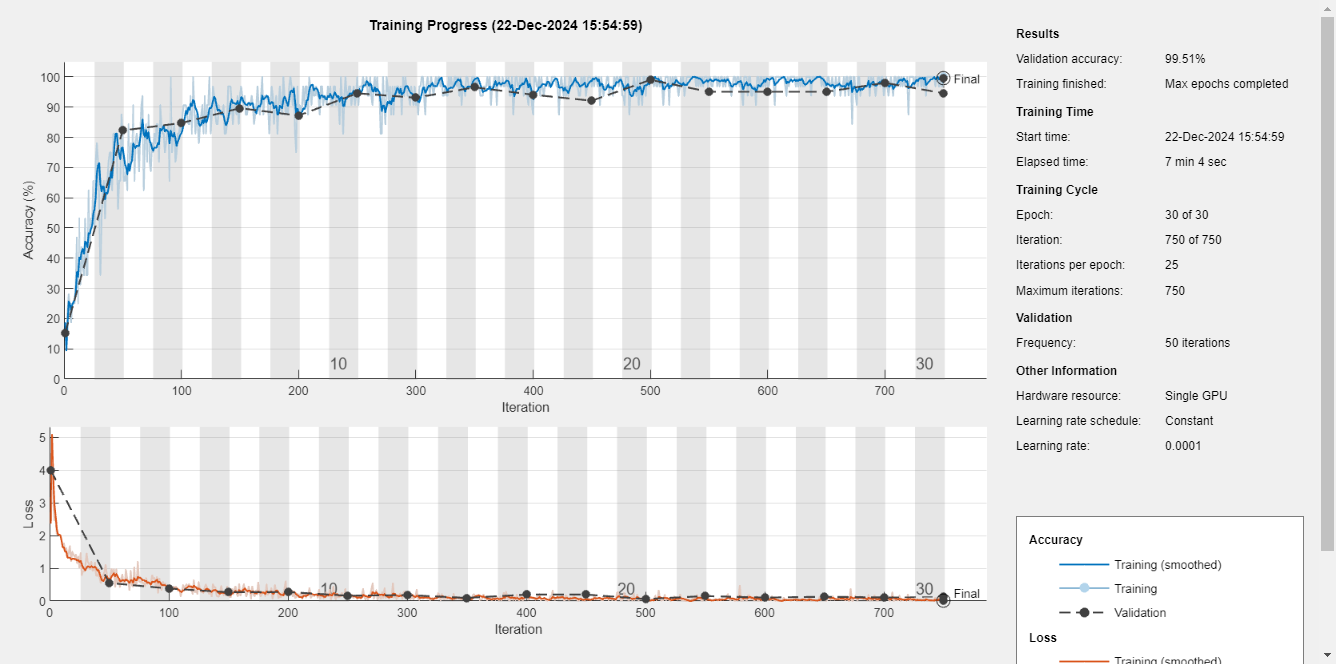 Training Progress (22-Dec-2024 15:54:59)
Accuracy (%)
100
90
80
70
60
50
40
30
20
10
0
10 20 30
Final
0 100 200 300 400 500 600 700
Iteration
Loss
5
4
3
2
1
0
10 20 30
Final
0 100 200 300 400 500 600 700
Iteration
Results
Validation accuracy: 99.51%
Training finished: Max epochs completed
Training Time
Start time: 22-Dec-2024 15:54:59
Elapsed time: 7 min 4 sec
Training Cycle
Epoch: 30 of 30
Iteration: 750 of 750
Iterations per epoch: 25
Maximum iterations: 750
Validation
Frequency: 50 iterations
Other Information
Hardware resource: Single GPU
Learning rate schedule: Constant
Learning rate: 0.0001
Accuracy
Training (smoothed)
Training
Validation
Loss
Training (smoothed)